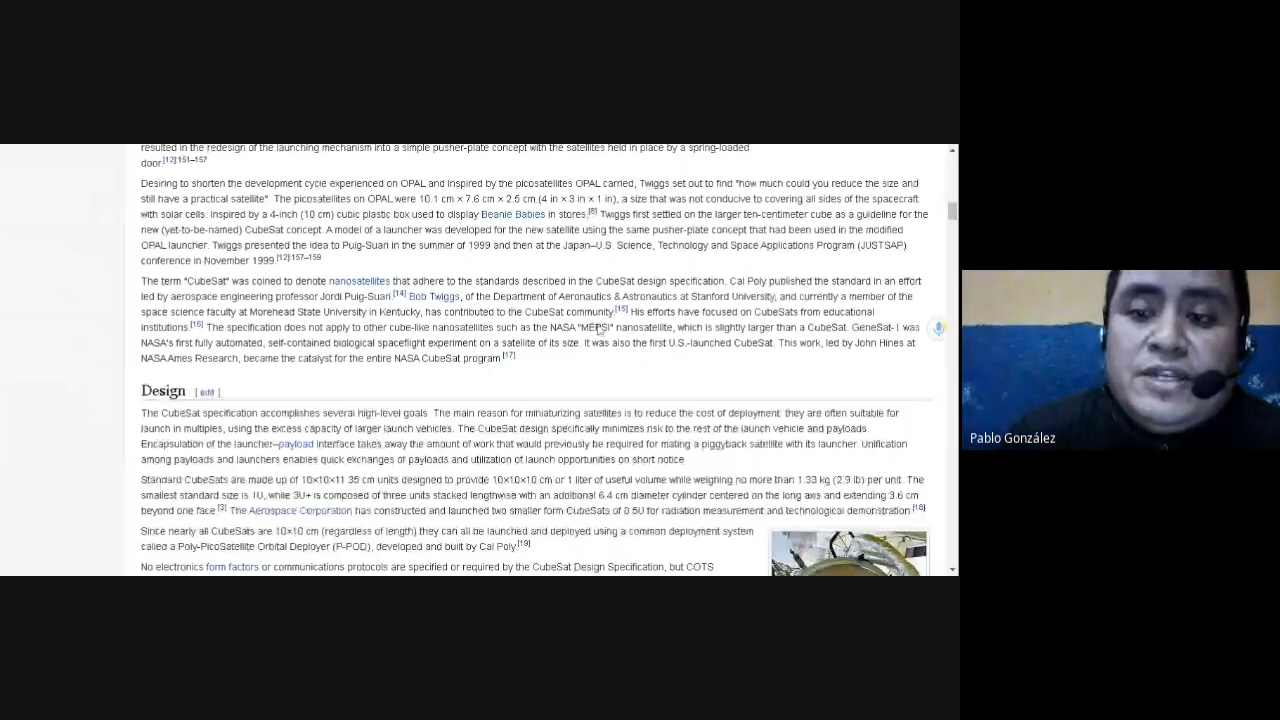 resulted in the redesign of the launching mechanism into a simple pusher-plate concept with the satellites held in place by a spring-loaded
door.[12]:151–157
Desiring to shorten the development cycle experienced on OPAL and inspired by the picosatellites OPAL carried, Twiggs set out to find "how much could you reduce the size and
still have a practical satellite" The picosatellites on OPAL were 10.1 cm × 7.6 cm × 2.5 cm (4 in × 3 in × 1 in), a size that was not conducive to covering all sides of the spacecraft
with solar cells. Inspired by a 4-inch (10 cm) cubic plastic box used to display Beanie Babies in stores,[8] Twiggs first settled on the larger ten-centimeter cube as a guideline for the
new (yet-to-be-named) CubeSat concept. A model of a launcher was developed for the new satellite using the same pusher-plate concept that had been used in the modified
OPAL launcher. Twiggs presented the idea to Puig-Suari in the summer of 1999 and then at the Japan–U.S. Science, Technology and Space Applications Program (JUSTSAP)
conference in November 1999.[12]:157–159
The term "CubeSat" was coined to denote nanosatellites that adhere to the standards described in the CubeSat design specification. Cal Poly published the standard in an effort
led by aerospace engineering professor Jordi Puig-Suari.[14] Bob Twiggs, of the Department of Aeronautics & Astronautics at Stanford University, and currently a member of the
space science faculty at Morehead State University in Kentucky, has contributed to the CubeSat community.[15] His efforts have focused on CubeSats from educational
institutions.[16] The specification does not apply to other cube-like nanosatellites such as the NASA "MEPSI" nanosatellite, which is slightly larger than a CubeSat. GeneSat-1 was
NASA's first fully automated, self-contained biological spaceflight experiment on a satellite of its size. It was also the first U.S.-launched CubeSat. This work, led by John Hines at
NASA Ames Research, became the catalyst for the entire NASA CubeSat program.[17]
Design [ edit ]
The CubeSat specification accomplishes several high-level goals. The main reason for miniaturizing satellites is to reduce the cost of deployment: they are often suitable for
launch in multiples, using the excess capacity of larger launch vehicles. The CubeSat design specifically minimizes risk to the rest of the launch vehicle and payloads.
Encapsulation of the launcher–payload interface takes away the amount of work that would previously be required for mating a piggyback satellite with its launcher. Unification
among payloads and launchers enables quick exchanges of payloads and utilization of launch opportunities on short notice.
Standard CubeSats are made up of 10×10×11.35 cm units designed to provide 10×10×10 cm or 1 liter of useful volume while weighing no more than 1.33 kg (2.9 lb) per unit. The
smallest standard size is 1U, while 3U+ is composed of three units stacked lengthwise with an additional 6.4 cm diameter cylinder centered on the long axis and extending 3.6 cm
beyond one face.[3] The Aerospace Corporation has constructed and launched two smaller form CubeSats of 0.5U for radiation measurement and technological demonstration.[18]
Since nearly all CubeSats are 10×10 cm (regardless of length) they can all be launched and deployed using a common deployment system
called a Poly-PicoSatellite Orbital Deployer (P-POD), developed and built by Cal Poly.[19]
No electronics form factors or communications protocols are specified or required by the CubeSat Design Specification, but COTS
Pablo González